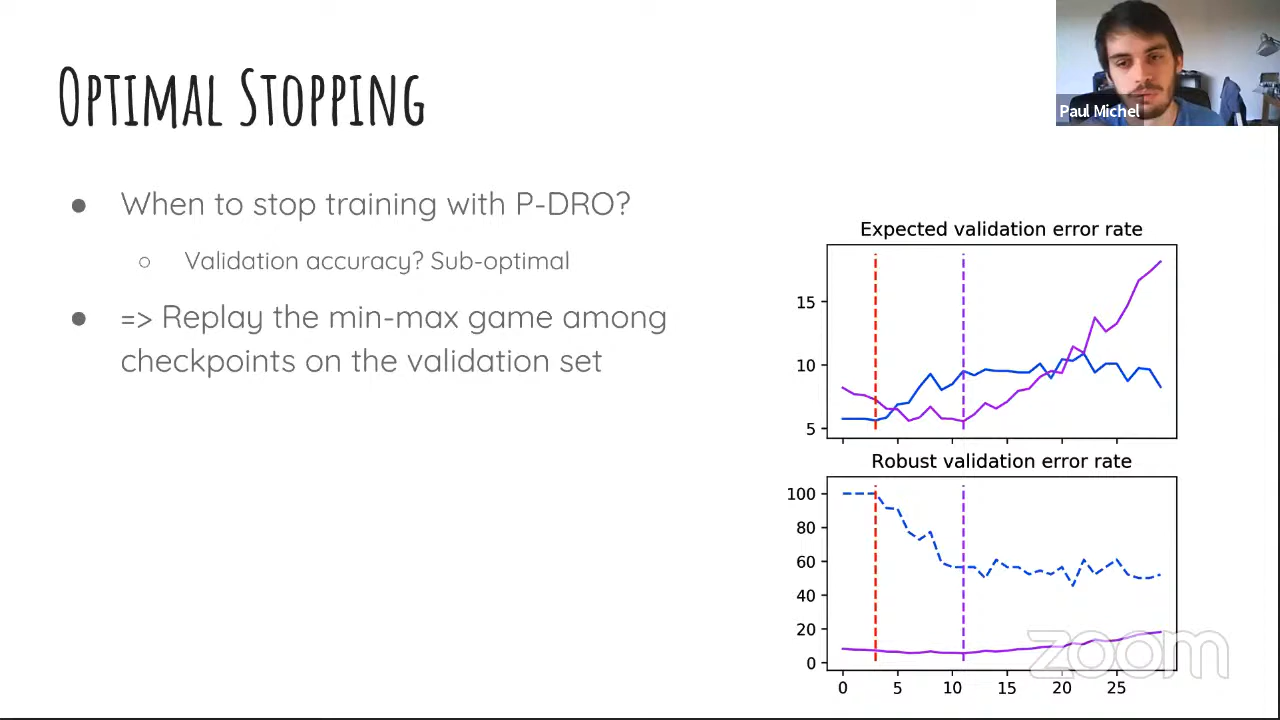 OPTIMAL STOPPING
Paul Michel
● When to stop training with P-DRO?
○ Validation accuracy? Sub-optimal
● => Replay the min-max game among
checkpoints on the validation set
Expected validation error rate
15
10
5
Robust validation error rate
100
80
60
40
20
0
0 5 10 15 20 25
zoom